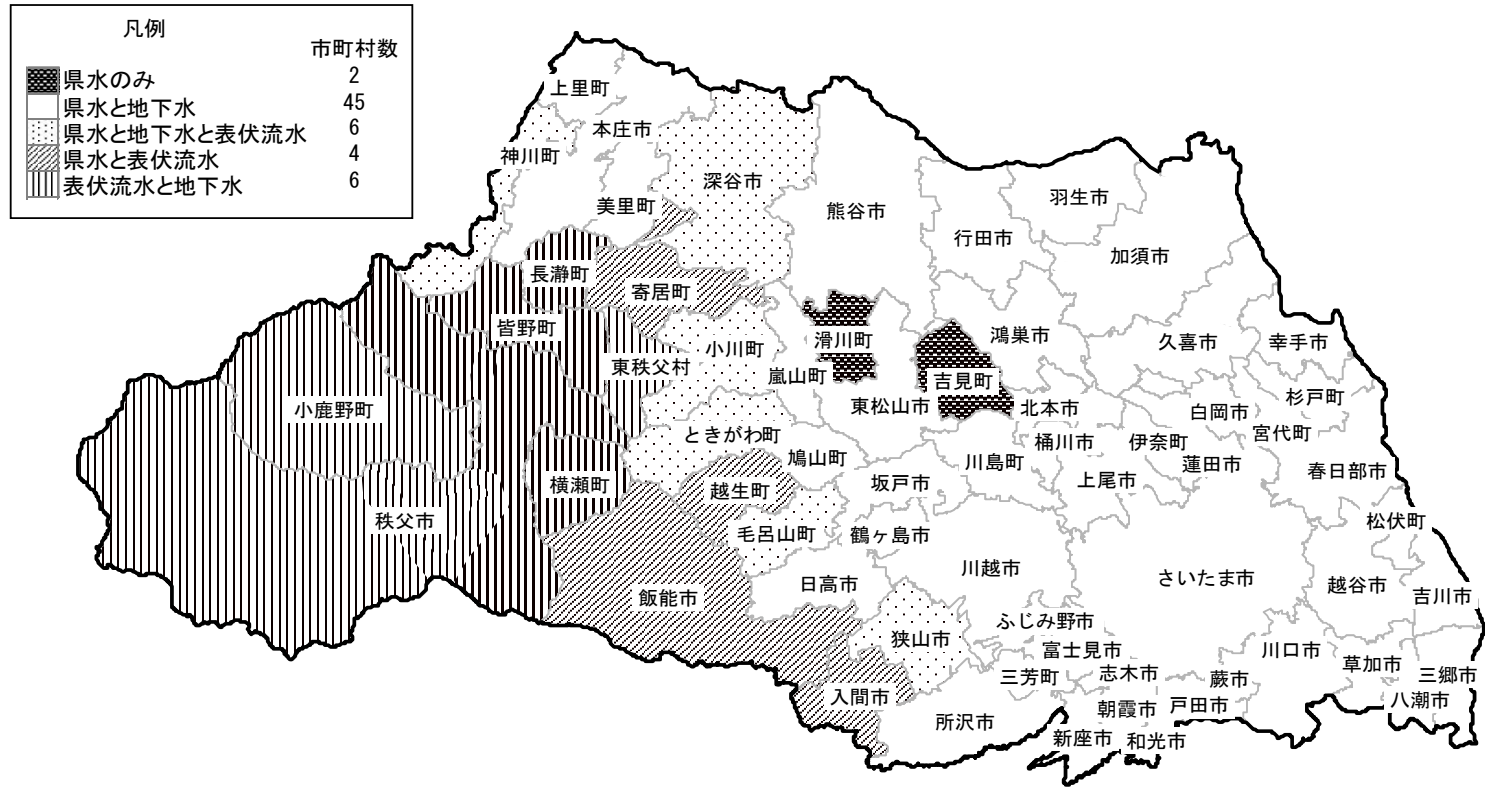 凡例
市町村数
県水のみ 2
県水と地下水 45
県水と地下水と表伏流水 6
県水と表伏流水 4
表伏流水と地下水 6
上里町
本庄市
神川町
美里町
深谷市
熊谷市
羽生市
行田市
加須市
長瀞町
寄居町
皆野町
東秩父村
小川町
嵐山町
滑川町
吉見町
鴻巣市
久喜市
幸手市
小鹿野町
東松山市
北本市
白岡市
杉戸町
宮代町
ときがわ町
鳩山町
川島町
桶川市
伊奈町
蓮田市
春日部市
上尾市
横瀬町
越生町
坂戸市
秩父市
毛呂山町
鶴ヶ島市
松伏町
川越市
さいたま市
日高市
飯能市
越谷市
吉川市
ふじみ野市
狭山市
富士見市
川口市
草加市
三芳町
志木市
蕨市
三郷市
入間市
戸田市
八潮市
朝霞市
所沢市
新座市
和光市